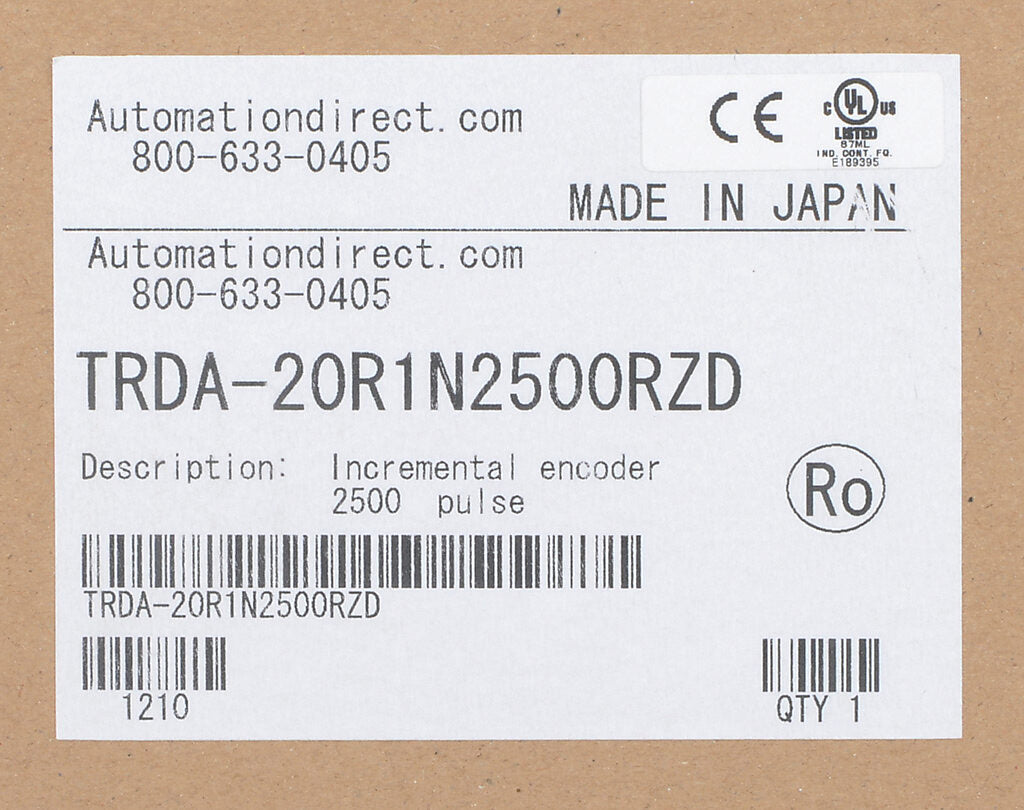 Automationdirect.com
800-633-0405
CE
C UL US
LISTED
87ML
IND. CONT. EQ.
E189395
MADE IN JAPAN
Automationdirect.com
800-633-0405
TRDA-20R1N2500RZD
Description: Incremental encoder
2500 pulse
Ro
TRDA-20R1N2500RZD
1210
QTY 1